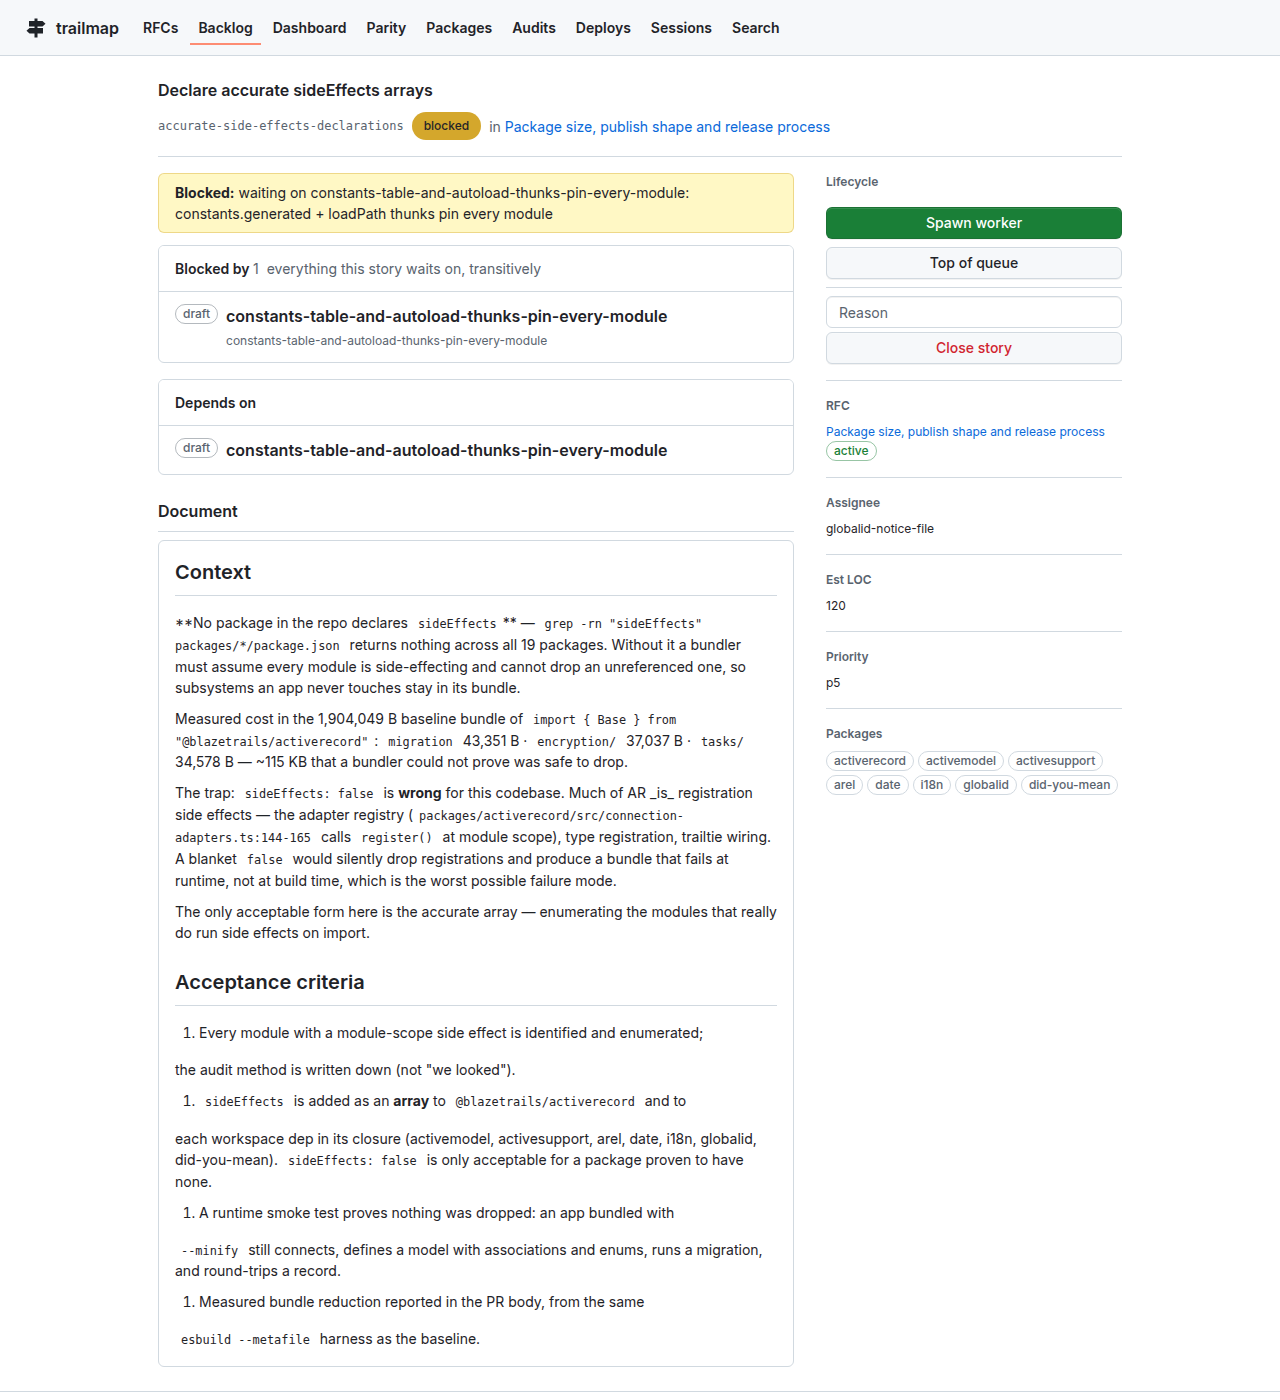 trailmap RFCs Backlog Dashboard Parity Packages Audits Deploys Sessions Search
Declare accurate sideEffects arrays
accurate-side-effects-declarations blocked in Package size, publish shape and release process
Blocked: waiting on constants-table-and-autoload-thunks-pin-every-module:
constants.generated + loadPath thunks pin every module
Blocked by 1 everything this story waits on, transitively
draft constants-table-and-autoload-thunks-pin-every-module
constants-table-and-autoload-thunks-pin-every-module
Depends on
draft constants-table-and-autoload-thunks-pin-every-module
Document
Context
**No package in the repo declares sideEffects ** — grep -rn "sideEffects"
packages/*/package.json returns nothing across all 19 packages. Without it a bundler
must assume every module is side-effecting and cannot drop an unreferenced one, so
subsystems an app never touches stay in its bundle.
Measured cost in the 1,904,049 B baseline bundle of import { Base } from
"@blazetrails/activerecord" : migration 43,351 B · encryption/ 37,037 B · tasks/
34,578 B — ~115 KB that a bundler could not prove was safe to drop.
The trap: sideEffects: false is wrong for this codebase. Much of AR _is_ registration
side effects — the adapter registry ( packages/activerecord/src/connection-
adapters.ts:144-165 calls register() at module scope), type registration, trailtie wiring.
A blanket false would silently drop registrations and produce a bundle that fails at
runtime, not at build time, which is the worst possible failure mode.
The only acceptable form here is the accurate array — enumerating the modules that really
do run side effects on import.
Acceptance criteria
1. Every module with a module-scope side effect is identified and enumerated;
the audit method is written down (not "we looked").
1. sideEffects is added as an array to @blazetrails/activerecord and to
each workspace dep in its closure (activemodel, activesupport, arel, date, i18n, globalid,
did-you-mean). sideEffects: false is only acceptable for a package proven to have
none.
1. A runtime smoke test proves nothing was dropped: an app bundled with
--minify still connects, defines a model with associations and enums, runs a migration,
and round-trips a record.
1. Measured bundle reduction reported in the PR body, from the same
esbuild --metafile harness as the baseline.
Lifecycle
Spawn worker
Top of queue
Reason
Close story
RFC
Package size, publish shape and release process
active
Assignee
globalid-notice-file
Est LOC
120
Priority
p5
Packages
activerecord activemodel activesupport
arel date i18n globalid did-you-mean